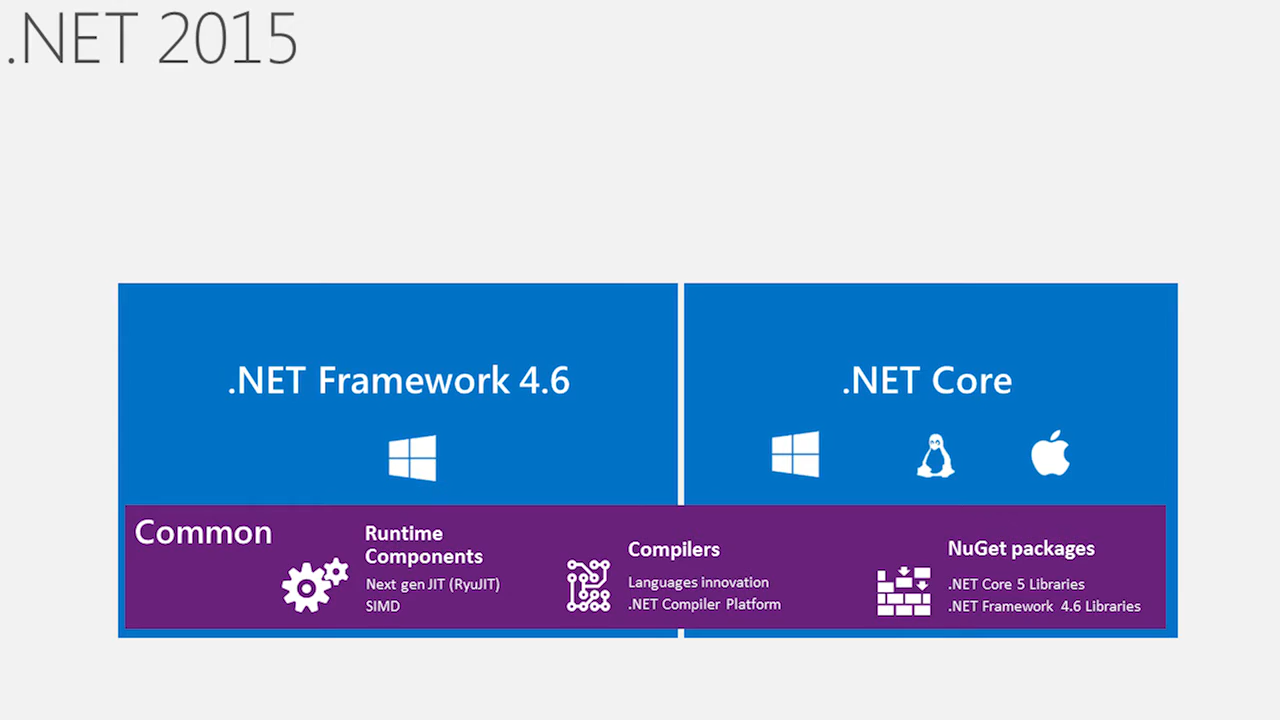 .NET 2015
.NET Framework 4.6
.NET Core
Common
Runtime
Components
Next gen JIT (RyuJIT)
SIMD
Compilers
Languages innovation
.NET Compiler Platform
NuGet packages
.NET Core 5 Libraries
.NET Framework 4.6 Libraries